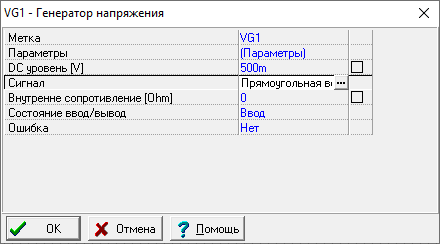 VG1 - Генератор напряжения
Метка VG1
Параметры (Параметры)
DC уровень [V] 500m
Сигнал Прямоугольная во ...
Внутренне сопротивление [Ohm] 0
Состояние ввод/вывод Ввод
Ошибка Нет
OK Отмена Помощь